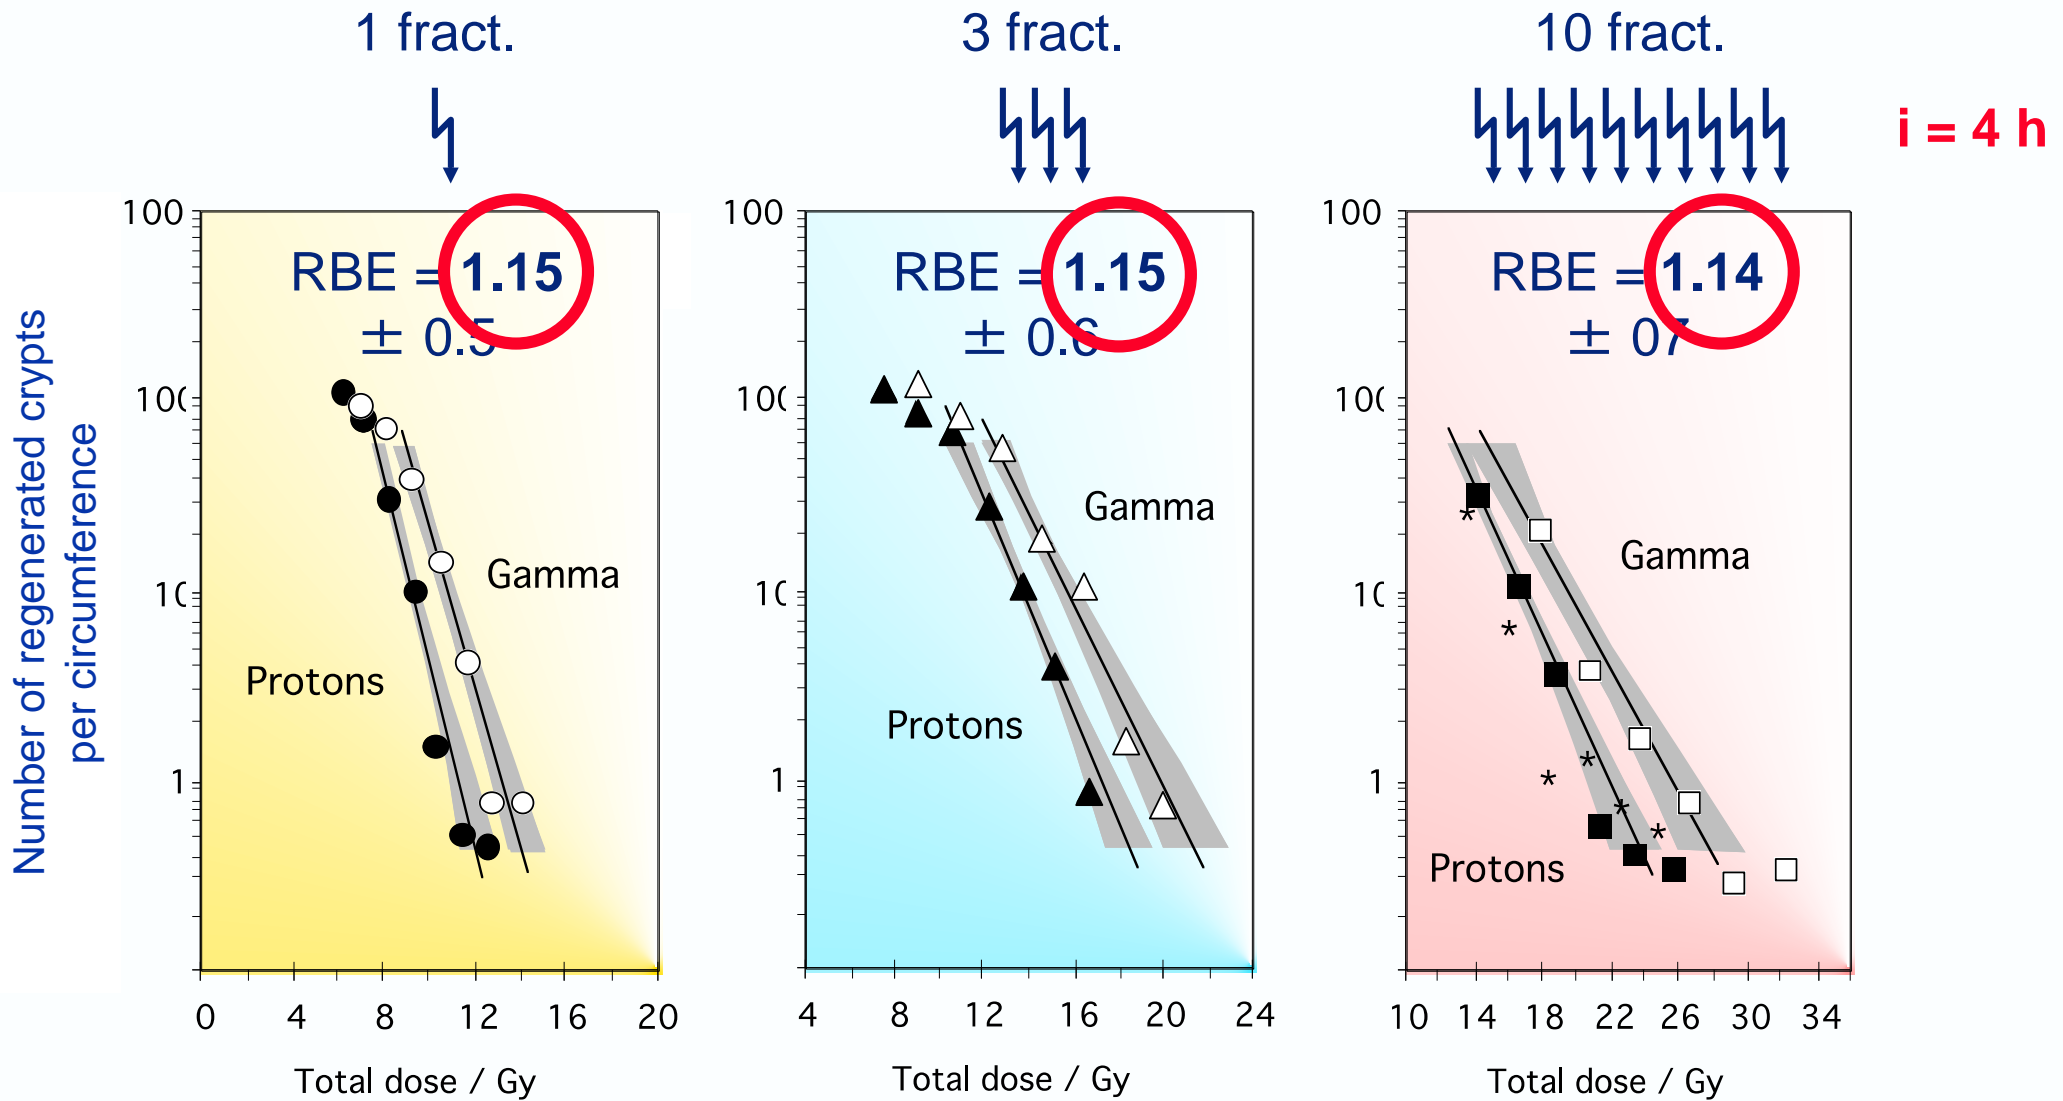 1 fract.
3 fract.
10 fract.
i = 4 h
Number of regenerated crypts
per circumference
100
RBE = 1.15
± 0.5
10
10
1
Gamma
Protons
0 4 8 12 16 20
Total dose / Gy
100
RBE = 1.15
± 0.6
10
10
1
Gamma
Protons
4 8 12 16 20 24
Total dose / Gy
100
RBE = 1.14
± 07
10
10
1
Gamma
Protons
* * * * * *
10 14 18 22 26 30 34
Total dose / Gy